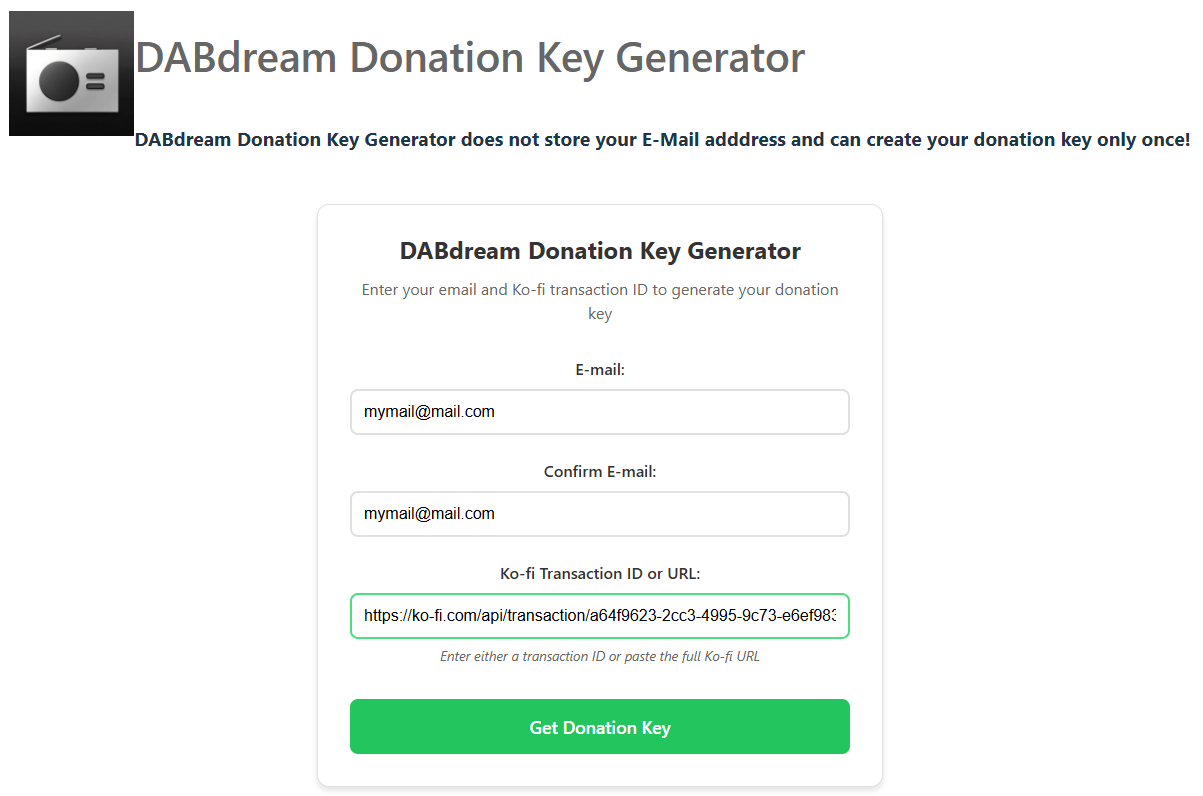 DABdream Donation Key Generator
DABdream Donation Key Generator does not store your E-Mail adddress and can create your donation key only once!
DABdream Donation Key Generator
Enter your email and Ko-fi transaction ID to generate your donation
key
E-mail:
mymail@mail.com
Confirm E-mail:
mymail@mail.com
Ko-fi Transaction ID or URL:
https://ko-fi.com/api/transaction/a64f9623-2cc3-4995-9c73-e6ef983
Enter either a transaction ID or paste the full Ko-fi URL
Get Donation Key